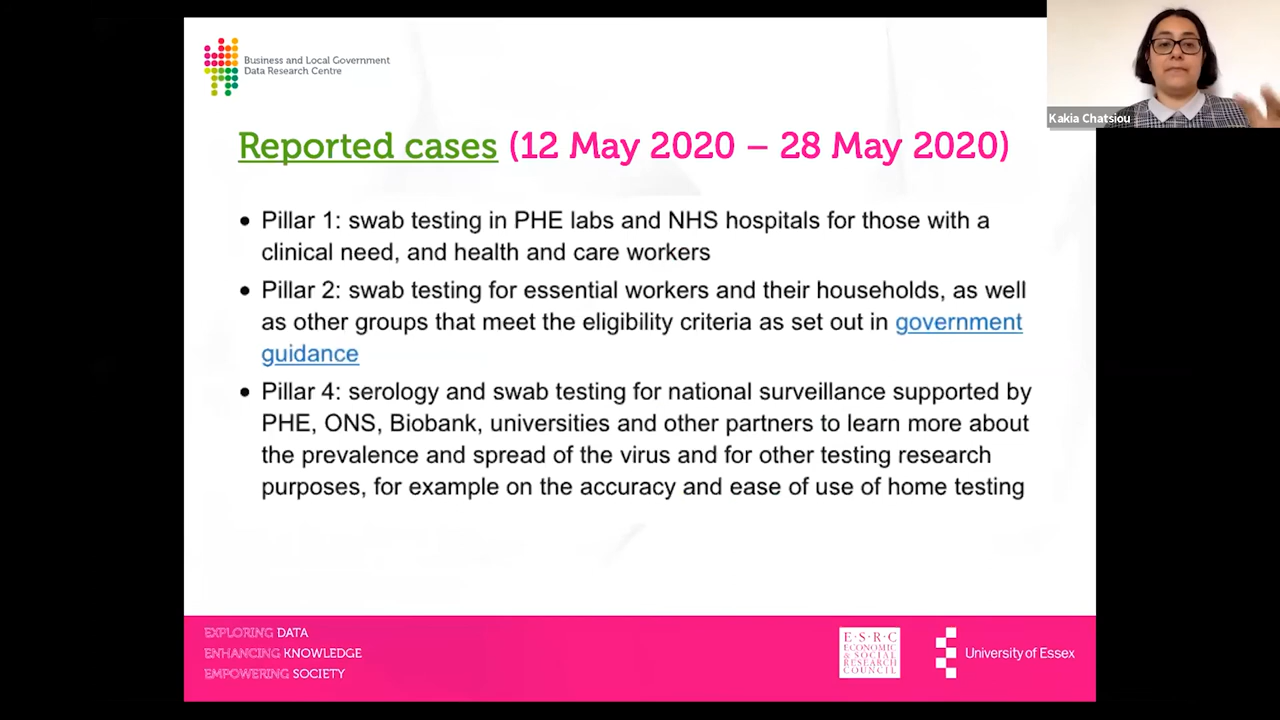 Business and Local Government
Data Research Centre
Kakia Chatsiou
Reported cases (12 May 2020 – 28 May 2020)
• Pillar 1: swab testing in PHE labs and NHS hospitals for those with a
clinical need, and health and care workers
• Pillar 2: swab testing for essential workers and their households, as well
as other groups that meet the eligibility criteria as set out in government
guidance
• Pillar 4: serology and swab testing for national surveillance supported by
PHE, ONS, Biobank, universities and other partners to learn more about
the prevalence and spread of the virus and for other testing research
purposes, for example on the accuracy and ease of use of home testing
EXPLORING DATA
ENHANCING KNOWLEDGE
EMPOWERING SOCIETY
E·S·R·C
ECONOMIC
& SOCIAL
RESEARCH
COUNCIL
University of Essex